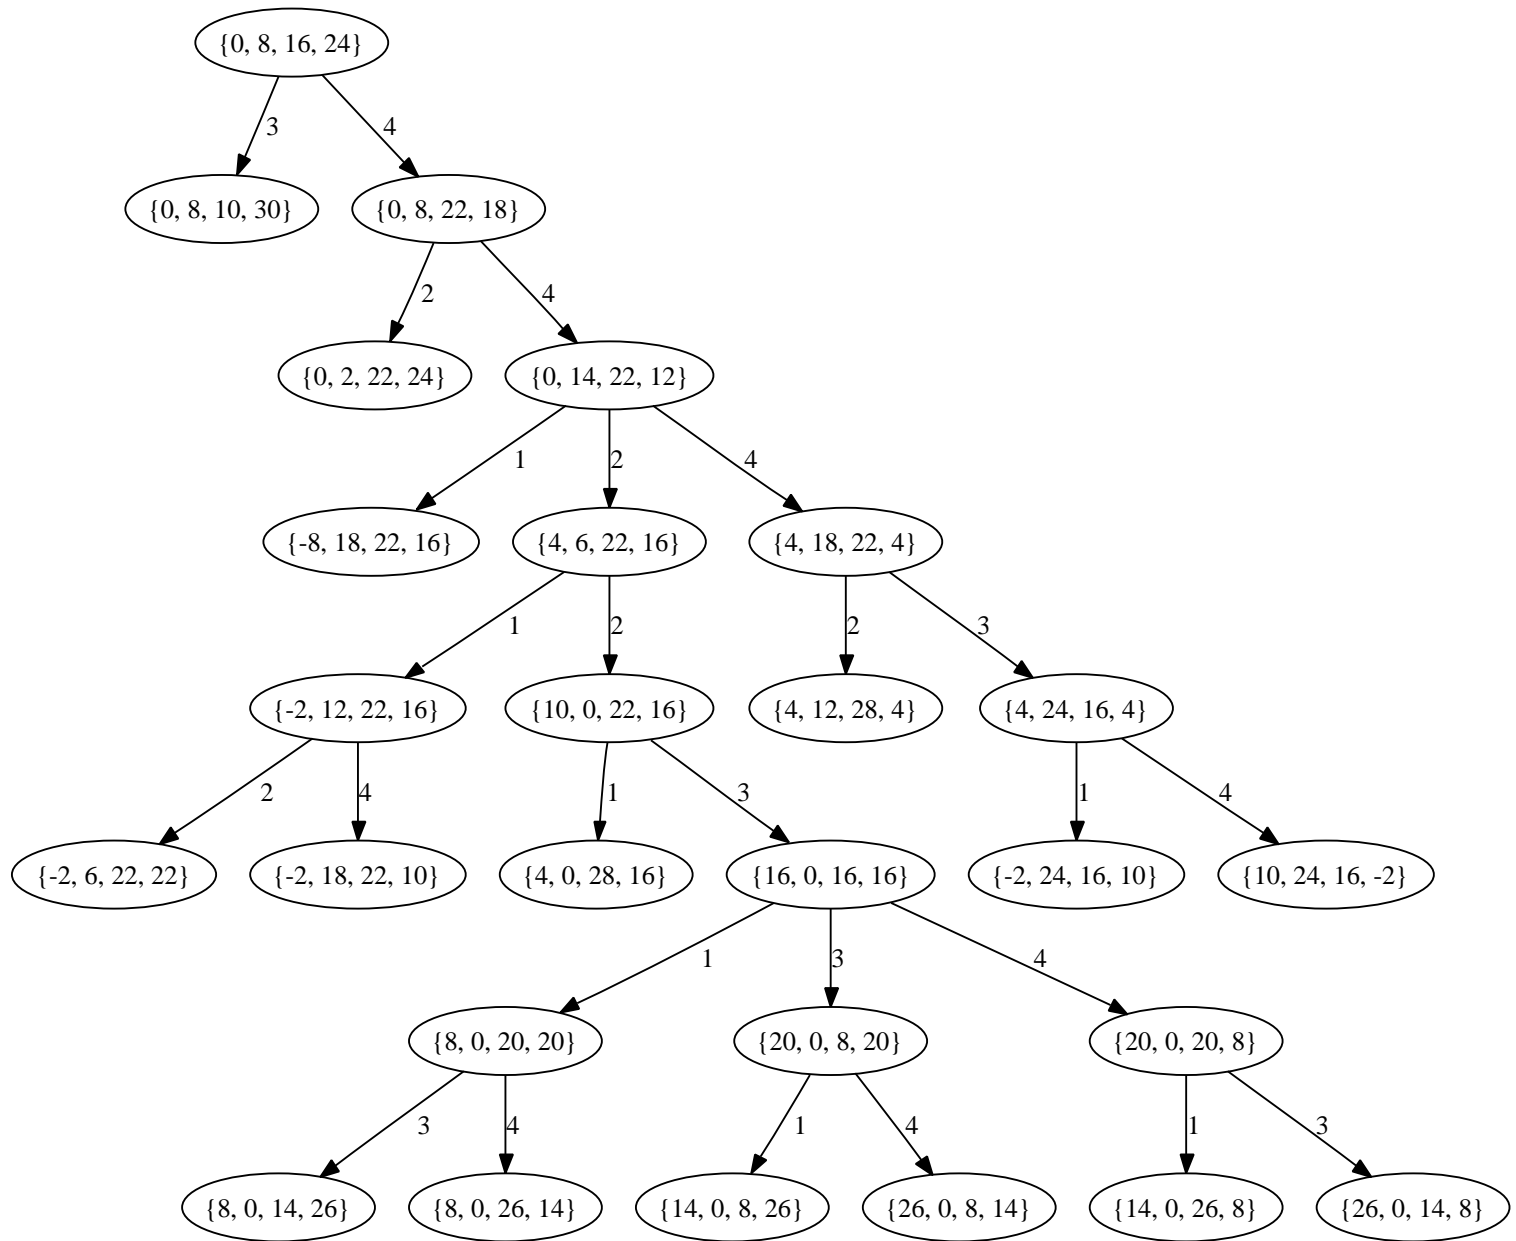 {0, 8, 16, 24}
3 4
{0, 8, 10, 30} {0, 8, 22, 18}
2 4
{0, 2, 22, 24} {0, 14, 22, 12}
1 2 4
{-8, 18, 22, 16} {4, 6, 22, 16} {4, 18, 22, 4}
1 2 2 3
{-2, 12, 22, 16} {10, 0, 22, 16} {4, 12, 28, 4} {4, 24, 16, 4}
2 4 1 3 1 4
{-2, 6, 22, 22} {-2, 18, 22, 10} {4, 0, 28, 16} {16, 0, 16, 16} {-2, 24, 16, 10} {10, 24, 16, -2}
1 3 4
{8, 0, 20, 20} {20, 0, 8, 20} {20, 0, 20, 8}
3 4 1 4 1 3
{8, 0, 14, 26} {8, 0, 26, 14} {14, 0, 8, 26} {26, 0, 8, 14} {14, 0, 26, 8} {26, 0, 14, 8}